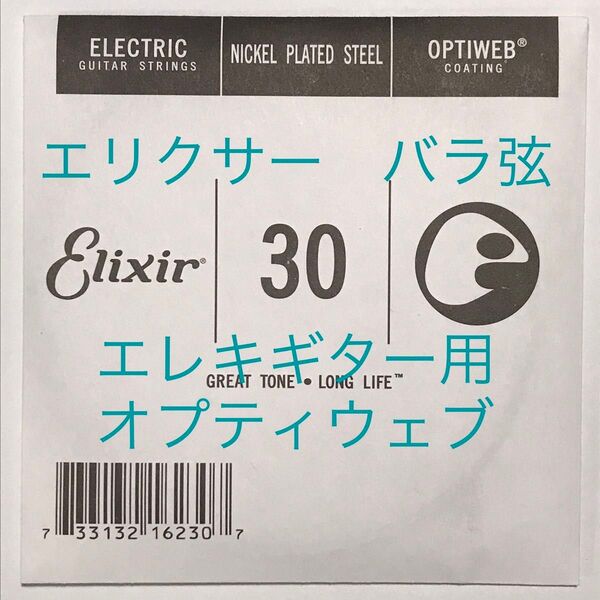 ELECTRIC
GUITAR STRINGS
NICKEL PLATED STEEL
OPTIWEB®
COATING
エリクサー　バラ弦
Elixir®
30
エレキギター用
GREAT TONE • LONG LIFE™
オプティウェブ
7 33132 16230 7